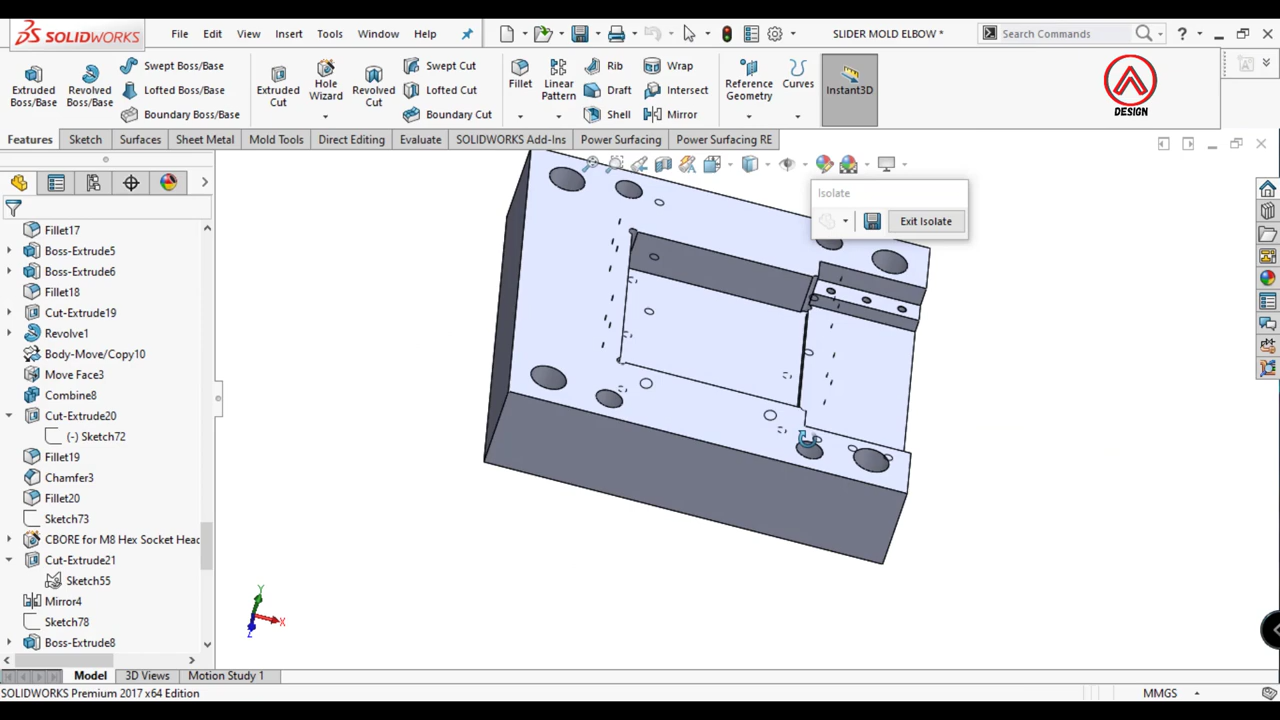 SOLIDWORKS
File
Edit
View
Insert
Tools
Window
Help
SLIDER MOLD ELBOW *
Search Commands
Extruded Boss/Base
Revolved Boss/Base
Swept Boss/Base
Lofted Boss/Base
Boundary Boss/Base
Extruded Cut
Hole Wizard
Revolved Cut
Swept Cut
Lofted Cut
Boundary Cut
Fillet
Linear Pattern
Rib
Draft
Shell
Wrap
Intersect
Mirror
Reference Geometry
Curves
Instant3D
DESIGN
Features
Sketch
Surfaces
Sheet Metal
Mold Tools
Direct Editing
Evaluate
SOLIDWORKS Add-Ins
Power Surfacing
Power Surfacing RE
Isolate
Exit Isolate
Fillet17
Boss-Extrude5
Boss-Extrude6
Fillet18
Cut-Extrude19
Revolve1
Body-Move/Copy10
Move Face3
Combine8
Cut-Extrude20
(-) Sketch72
Fillet19
Chamfer3
Fillet20
Sketch73
CBORE for M8 Hex Socket Head
Cut-Extrude21
Sketch55
Mirror4
Sketch78
Boss-Extrude8
Y
X
Z
Model
3D Views
Motion Study 1
SOLIDWORKS Premium 2017 x64 Edition
MMGS